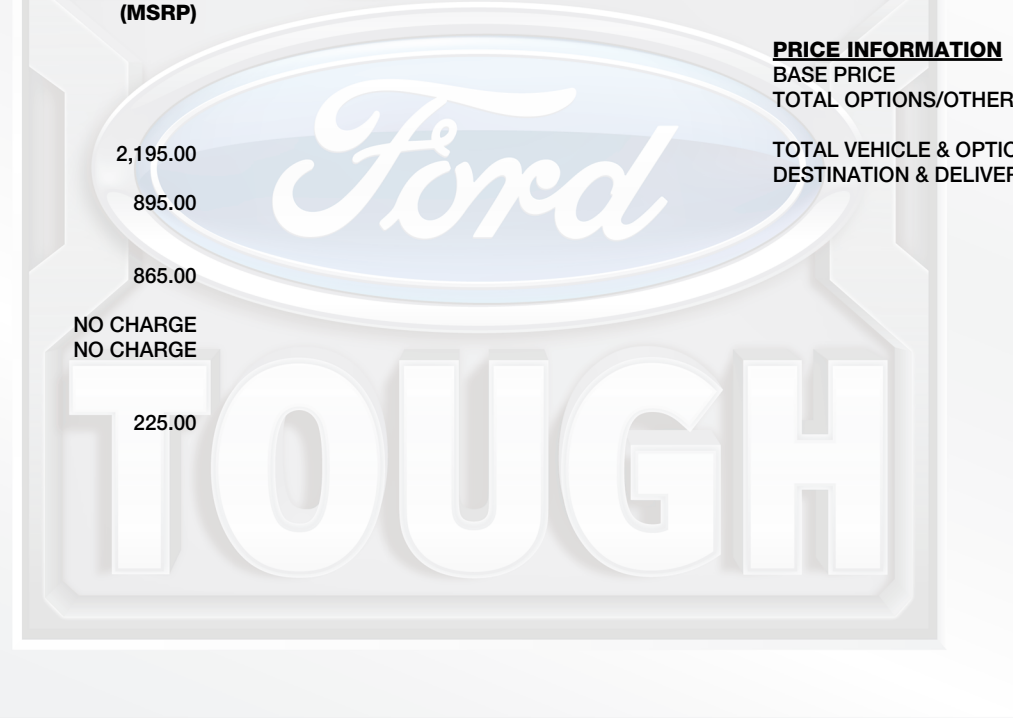 (MSRP)
2,195.00
895.00
865.00
NO CHARGE
NO CHARGE
225.00
PRICE INFORMATION
BASE PRICE
TOTAL OPTIONS/OTHER
TOTAL VEHICLE & OPTIO
DESTINATION & DELIVER
Ford
TOUGH